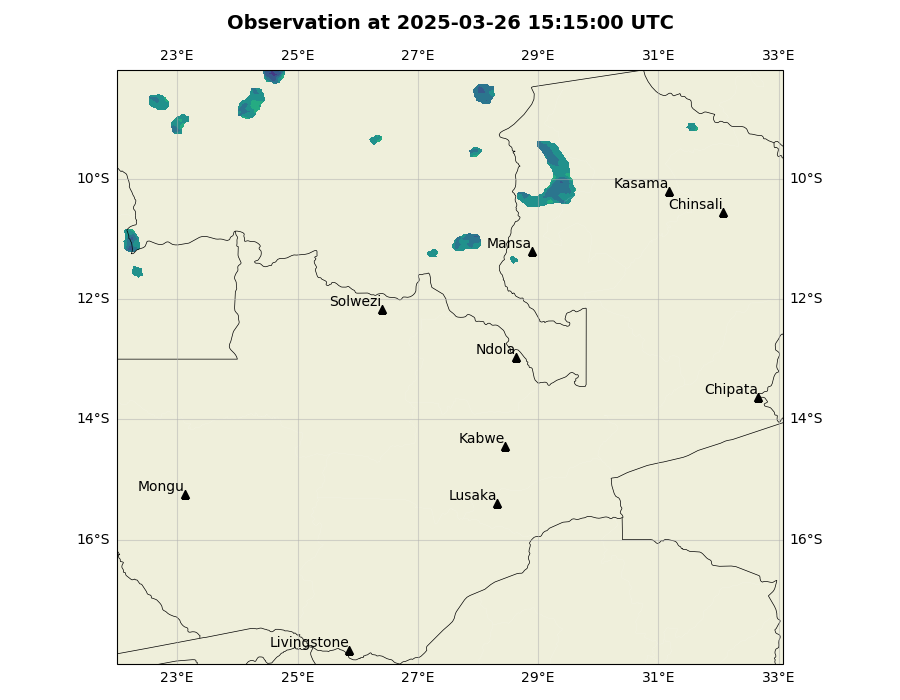 Observation at 2025-03-26 15:15:00 UTC
23°E 25°E 27°E 29°E 31°E 33°E
10°S 10°S
Kasama
Chinsali
Mansa
12°S 12°S
Solwezi
Ndola
Chipata
14°S 14°S
Kabwe
Mongu
Lusaka
16°S 16°S
Livingstone
23°E 25°E 27°E 29°E 31°E 33°E